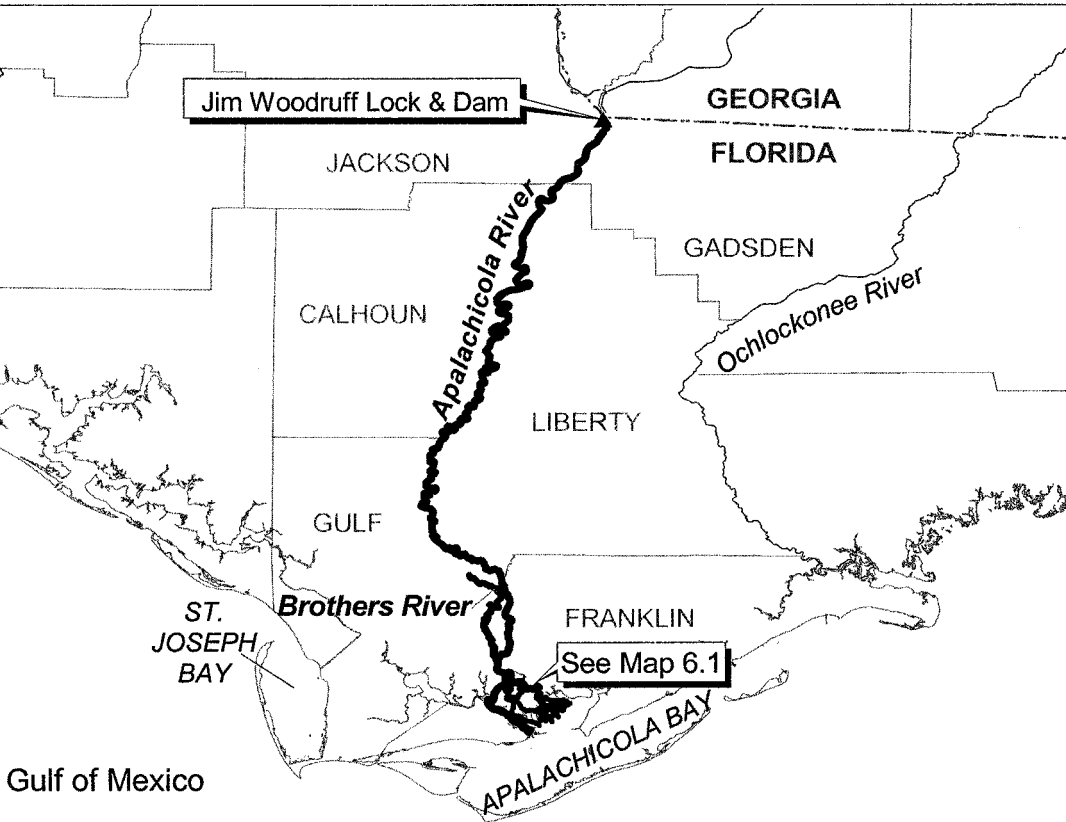 Jim Woodruff Lock & Dam
GEORGIA
FLORIDA
JACKSON
Apalachicola River
GADSDEN
CALHOUN
Ochlockonee River
LIBERTY
GULF
Brothers River
ST.
JOSEPH
BAY
FRANKLIN
See Map 6.1
APALACHICOLA BAY
Gulf of Mexico